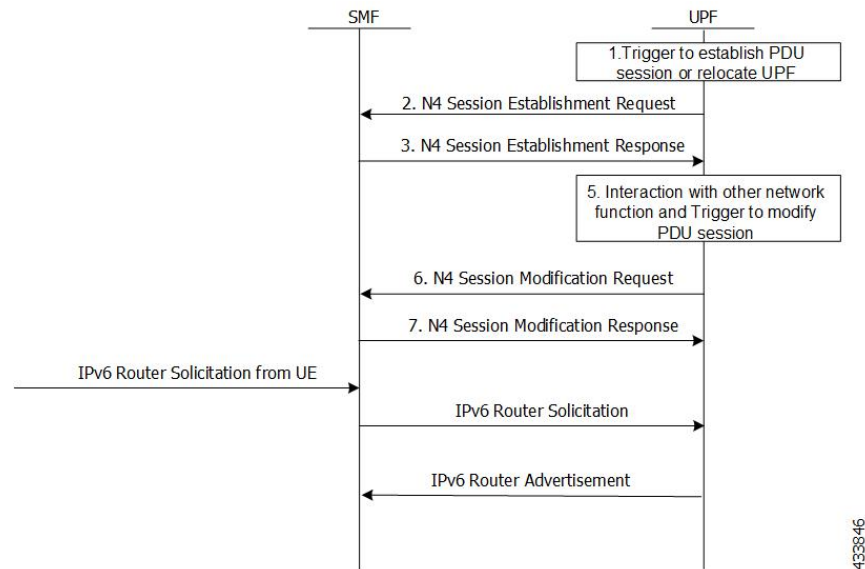 SMF
UPF
1.Trigger to establish PDU
session or relocate UPF
2. N4 Session Establishment Request
3. N4 Session Establishment Response
5. Interaction with other network
function and Trigger to modify
PDU session
6. N4 Session Modification Request
7. N4 Session Modification Response
IPv6 Router Solicitation from UE
IPv6 Router Solicitation
IPv6 Router Advertisement
433846